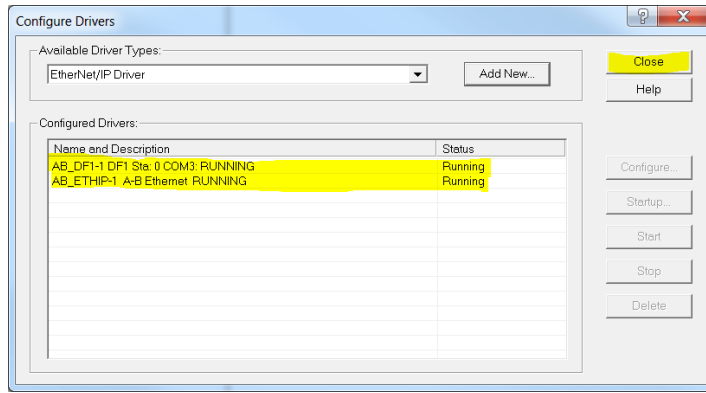 Configure Drivers
Available Driver Types:
EtherNet/IP Driver
Add New...
Close
Help
Configured Drivers:
Name and Description Status
AB_DF1-1 DF1 Sta: 0 COM3: RUNNING Running
AB_ETHIP-1 A-B Ethernet RUNNING Running
Configure...
Startup...
Start
Stop
Delete